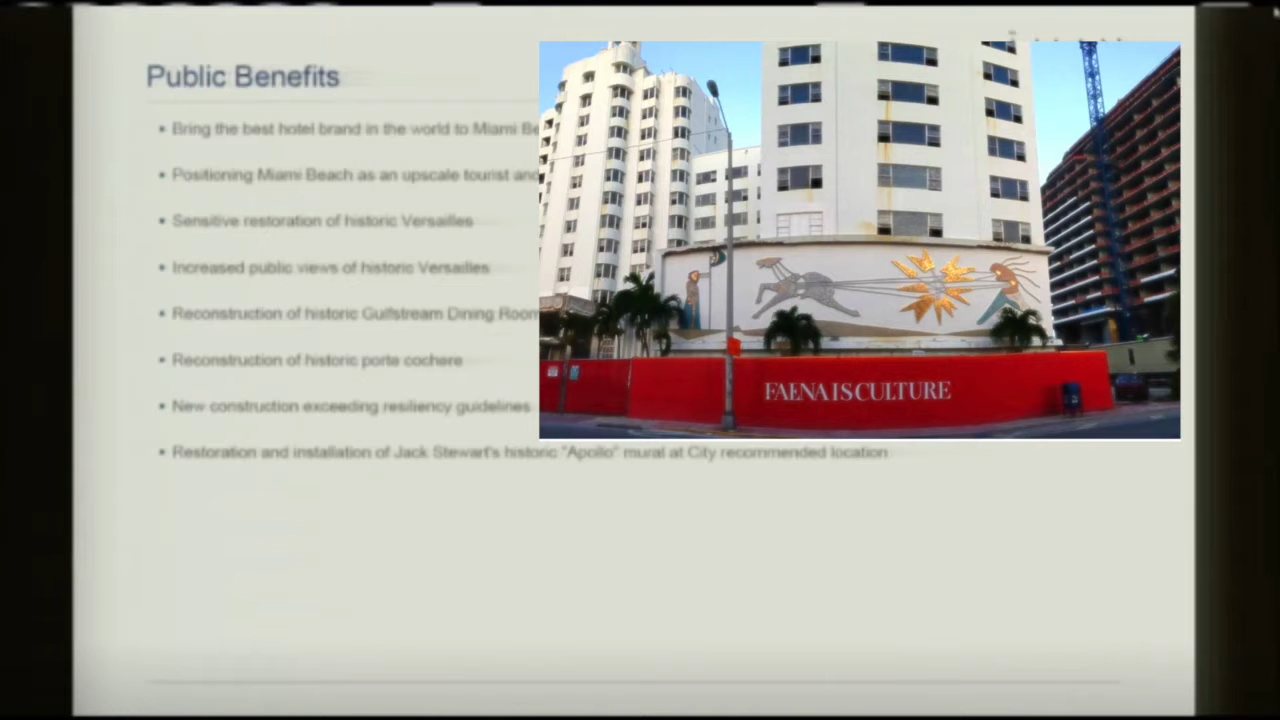 Public Benefits
• Bring the best hotel brand in the world to Miami
• Positioning Miami Beach as an upscale tourist and
• Sensitive restoration of historic Versailles
• Increased public views of historic Versailles
• Reconstruction of historic Gulfstream Dining Room
• Reconstruction of historic porte cochere
• New construction exceeding resiliency guidelines
• Restoration and installation of Jack Stewart's historic "Apollo" mural at City recommended location
FAENA IS CULTURE